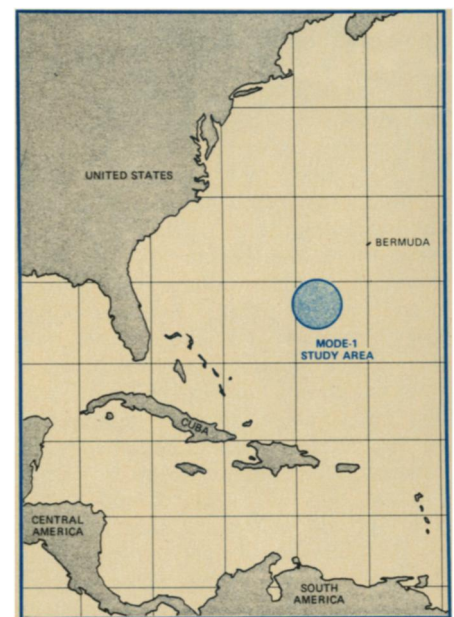 UNITED STATES
BERMUDA
MODE-1
STUDY AREA
CUBA
CENTRAL
AMERICA
SOUTH
AMERICA